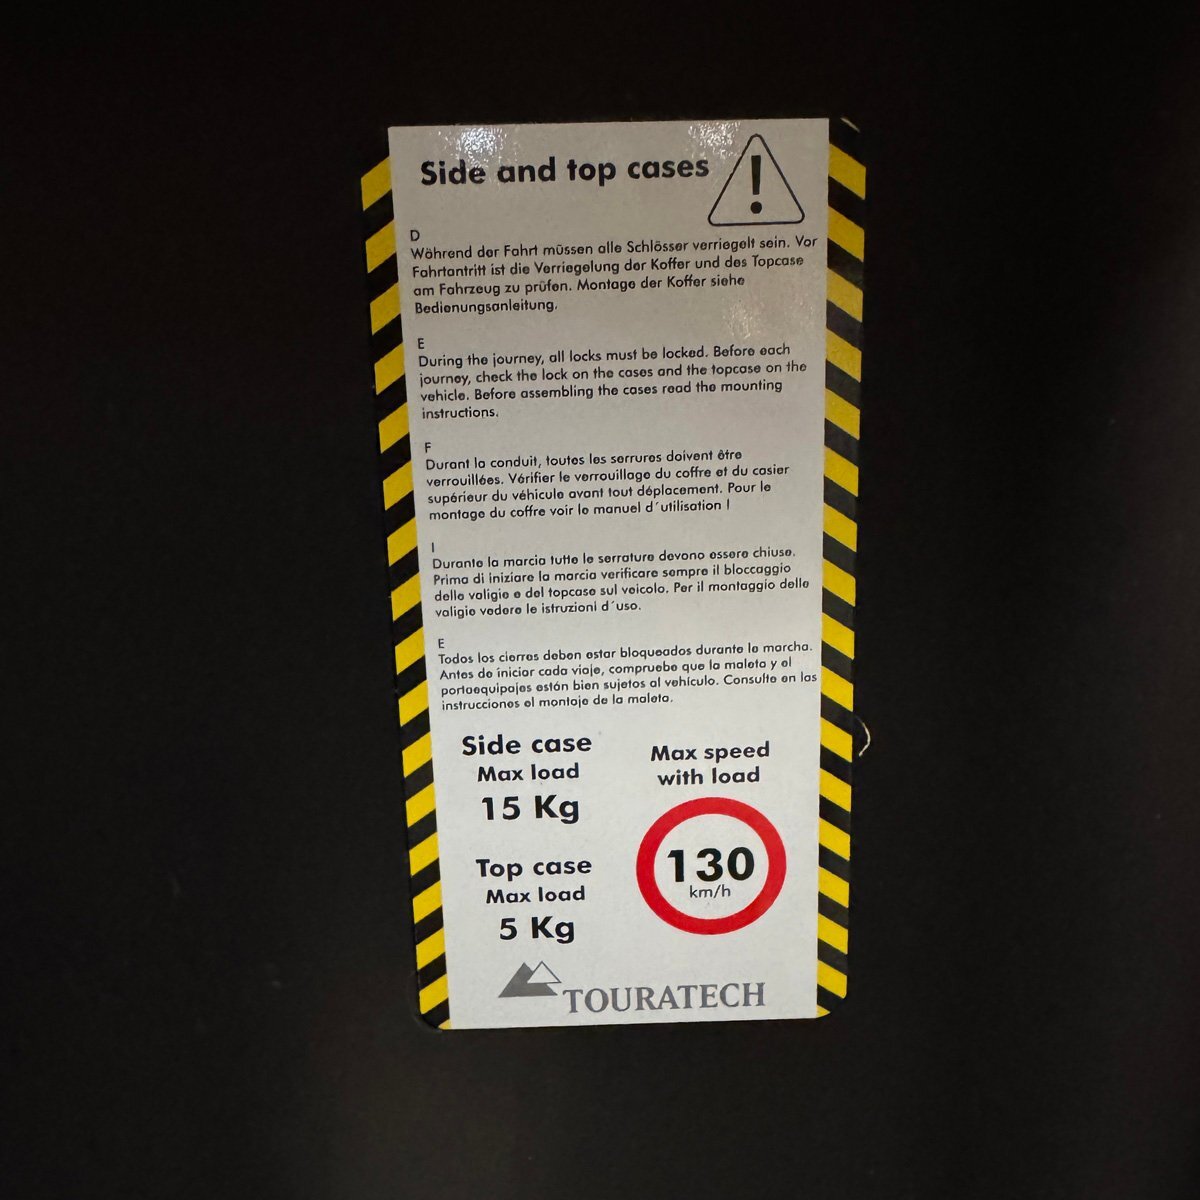 Side and top cases
!
D
Während der Fahrt müssen alle Schlösser verriegelt sein. Vor
Fahrtantritt ist die Verriegelung der Koffer und des Topcase
am Fahrzeug zu prüfen. Montage der Koffer siehe
Bedienungsanleitung.
E
During the journey, all locks must be locked. Before each
journey, check the lock on the cases and the topcase on the
vehicle. Before assembling the cases read the mounting
instructions.
F
Durant la conduit, toutes les serrures doivent être
verrouillées. Vérifier le verrouillage du coffre et du casier
supérieur du véhicule avant tout déplacement. Pour le
montage du coffre voir le manuel d´utilisation !
I
Durante la marcia tutte le serrature devono essere chiuse.
Prima di iniziare la marcia verificare sempre il bloccaggio
delle valigie e del topcase sul veicolo. Per il montaggio delle
valigie vedere le istruzioni d´uso.
E
Todos los cierres deben estar bloqueados durante la marcha.
Antes de iniciar cada viaje, compruebe que la maleta y el
portaequipajes están bien sujetos al vehículo. Consulte en las
instrucciones el montaje de la maleta.
Side case
Max load
15 Kg
Top case
Max load
5 Kg
Max speed
with load
130
km/h
TOURATECH